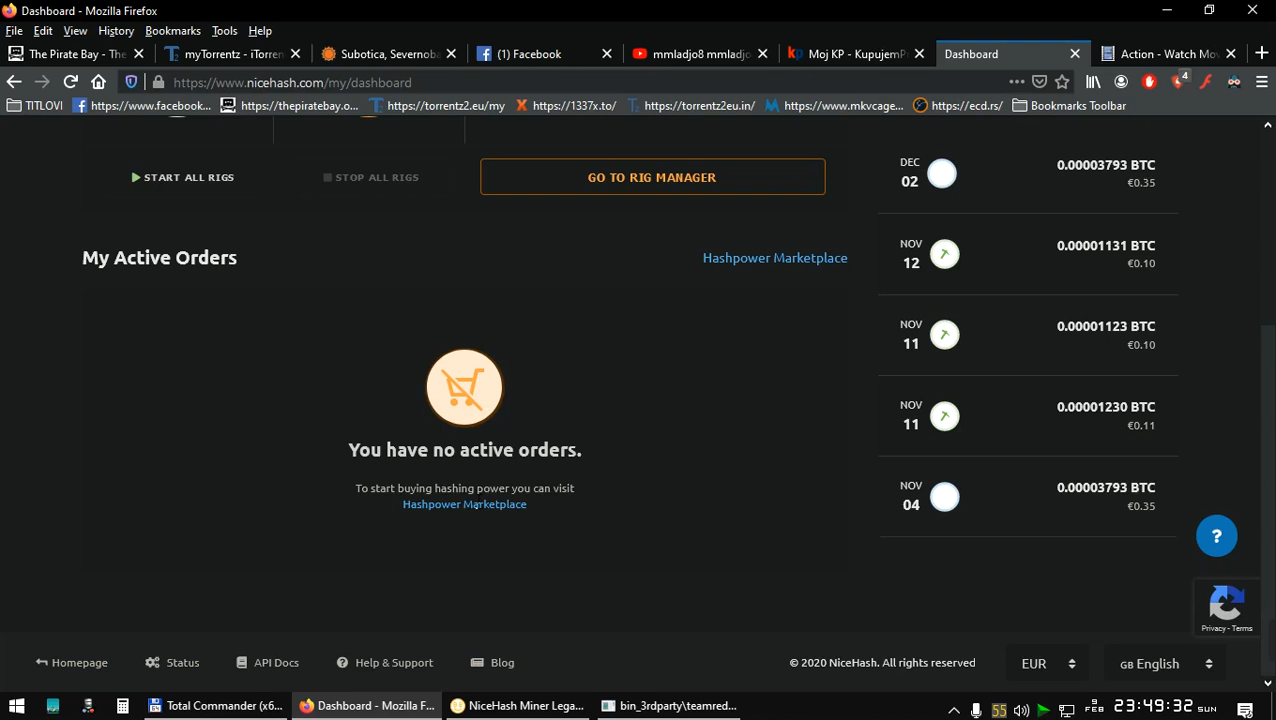 Dashboard - Mozilla Firefox
File Edit View History Bookmarks Tools Help
The Pirate Bay - The
myTorrentz - iTorren
Subotica, Severnoba
(1) Facebook
mmladjo8 mmladjo
Moj KP - KupujemP
Dashboard
Action - Watch Mov
https://www.nicehash.com/my/dashboard
4
TITLOVI
https://www.facebook...
https://thepiratebay.o...
https://torrentz2.eu/my
https://1337x.to/
https://torrentz2eu.in/
https://www.mkvcage...
https://ecd.rs/
Bookmarks Toolbar
START ALL RIGS
STOP ALL RIGS
GO TO RIG MANAGER
My Active Orders
Hashpower Marketplace
You have no active orders.
To start buying hashing power you can visit
Hashpower Marketplace
DEC 0.00003793 BTC
02 €0.35
NOV 0.00001131 BTC
12 €0.10
NOV 0.00001123 BTC
11 €0.10
NOV 0.00001230 BTC
11 €0.11
NOV 0.00003793 BTC
04 €0.35
?
Privacy - Terms
Homepage
Status
API Docs
Help & Support
Blog
© 2020 NiceHash. All rights reserved
EUR
GB English
Total Commander (x6...
Dashboard - Mozilla F...
NiceHash Miner Lega...
bin_3rdparty\teamred...
55
23:49:32 SUN